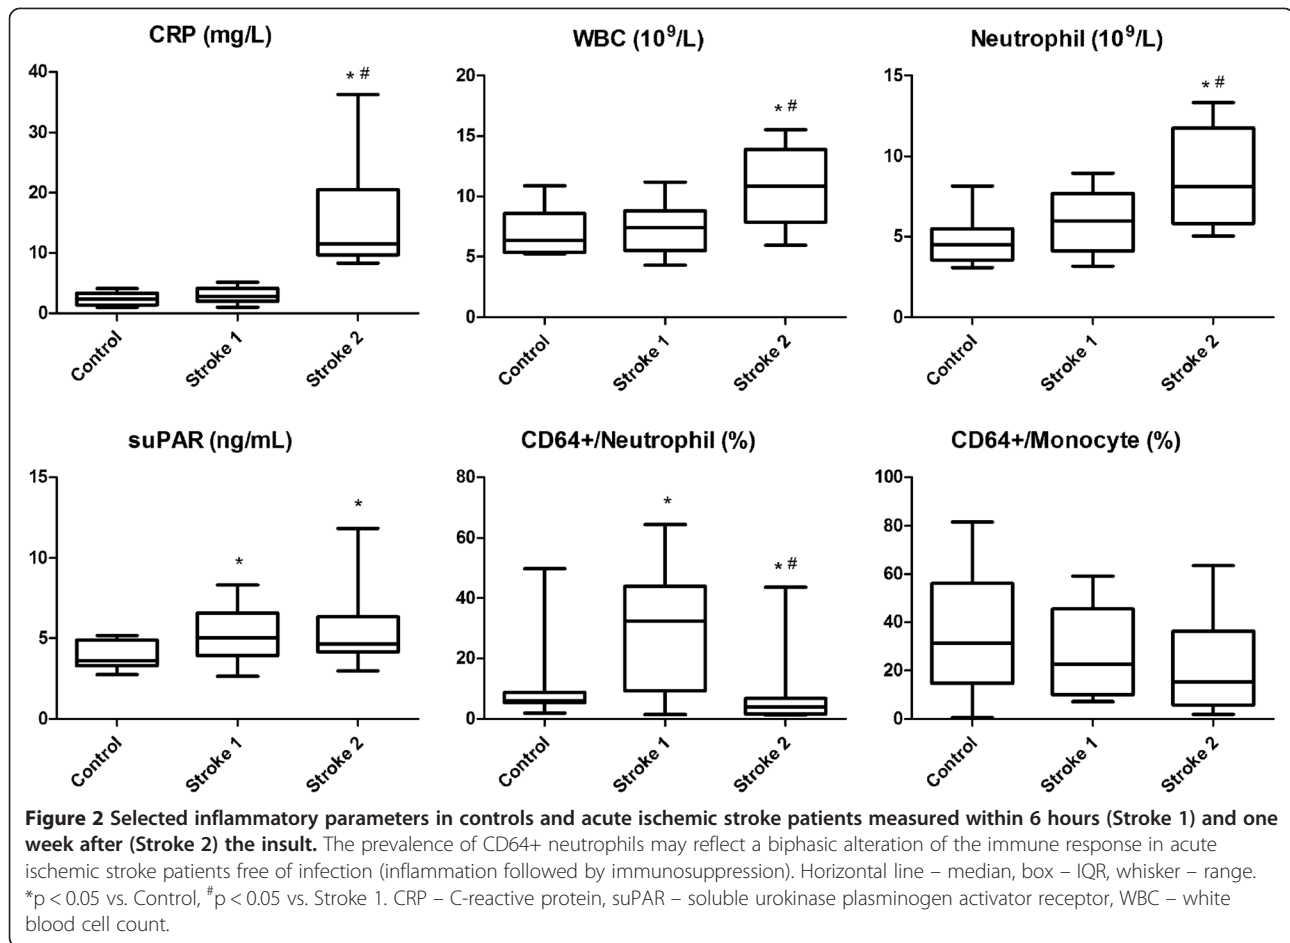 CRP (mg/L)
40
30
20
10
0
Control
Stroke 1
Stroke 2
* #
WBC (10⁹/L)
20
15
10
5
0
Control
Stroke 1
Stroke 2
* #
Neutrophil (10⁹/L)
15
10
5
0
Control
Stroke 1
Stroke 2
* #
suPAR (ng/mL)
15
10
5
0
Control
Stroke 1
Stroke 2
*
*
CD64+/Neutrophil (%)
80
60
40
20
0
Control
Stroke 1
Stroke 2
*
* #
CD64+/Monocyte (%)
100
80
60
40
20
0
Control
Stroke 1
Stroke 2
Figure 2 Selected inflammatory parameters in controls and acute ischemic stroke patients measured within 6 hours (Stroke 1) and one
week after (Stroke 2) the insult. The prevalence of CD64+ neutrophils may reflect a biphasic alteration of the immune response in acute
ischemic stroke patients free of infection (inflammation followed by immunosuppression). Horizontal line – median, box – IQR, whisker – range.
*p < 0.05 vs. Control, #p < 0.05 vs. Stroke 1. CRP – C-reactive protein, suPAR – soluble urokinase plasminogen activator receptor, WBC – white
blood cell count.